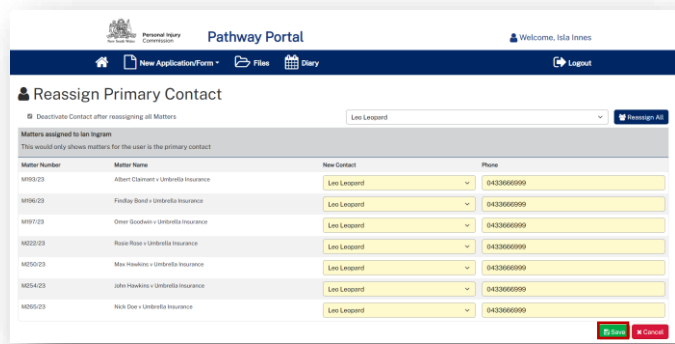 Personal Injury
Commission
New South Wales
Pathway Portal
Welcome, Isla Innes
New Application/Form
Files
Diary
Logout
Reassign Primary Contact
Deactivate Contact after reassigning all Matters
Leo Leopard
Reassign All
Matters assigned to Ian Ingram
This would only shows matters for the user is the primary contact
Matter Number Matter Name New Contact Phone
M193/23 Albert Claimant v Umbrella Insurance Leo Leopard 0433666999
M196/23 Findlay Bond v Umbrella Insurance Leo Leopard 0433666999
M197/23 Omer Goodwin v Umbrella Insurance Leo Leopard 0433666999
M222/23 Rosie Rose v Umbrella Insurance Leo Leopard 0433666999
M250/23 Max Hawkins v Umbrella Insurance Leo Leopard 0433666999
M254/23 John Hawkins v Umbrella Insurance Leo Leopard 0433666999
M265/23 Nick Doe v Umbrella Insurance Leo Leopard 0433666999
Save
Cancel